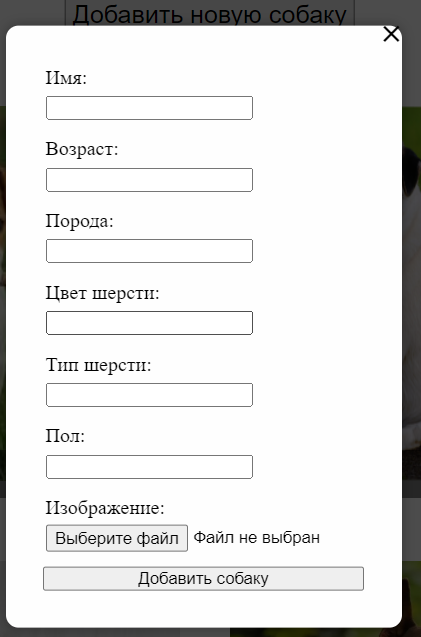 Добавить новую собаку
Имя:
Возраст:
Порода:
Цвет шерсти:
Тип шерсти:
Пол:
Изображение:
Выберите файл Файл не выбран
Добавить собаку